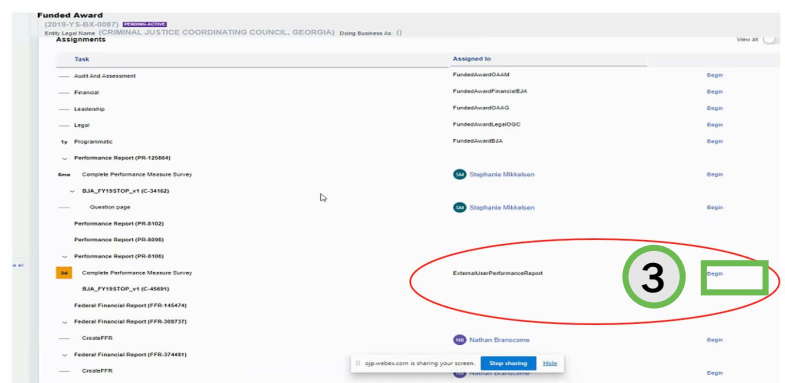 Funded Award
(2019-YS-BX-0087) PENDING-ACTIVE
Entity Legal Name (CRIMINAL JUSTICE COORDINATING COUNCIL, GEORGIA) Doing Business As ()
Assignments View all
Task Assigned to
Audit And Assessment FundedAwardOAAM Begin
Financial FundedAwardFinancialBJA Begin
Leadership FundedAwardOAAG Begin
Legal FundedAwardLegalOGC Begin
1y Programmatic FundedAwardBJA Begin
Performance Report (PR-125864)
6mo Complete Performance Measure Survey SM Stephanie Mikkelsen Begin
BJA_FY19STOP_v1 (C-34162)
Question page SM Stephanie Mikkelsen Begin
Performance Report (PR-8102)
Performance Report (PR-8098)
Performance Report (PR-8106)
Complete Performance Measure Survey ExternalUserPerformanceReport 3 Begin
BJA_FY19STOP_v1 (C-45691)
Federal Financial Report (FFR-145474)
Federal Financial Report (FFR-308737)
CreateFFR NB Nathan Branscome Begin
Federal Financial Report (FFR-374481)
CreateFFR Nathan Branscome Begin
ojp.webex.com is sharing your screen. Stop sharing Hide